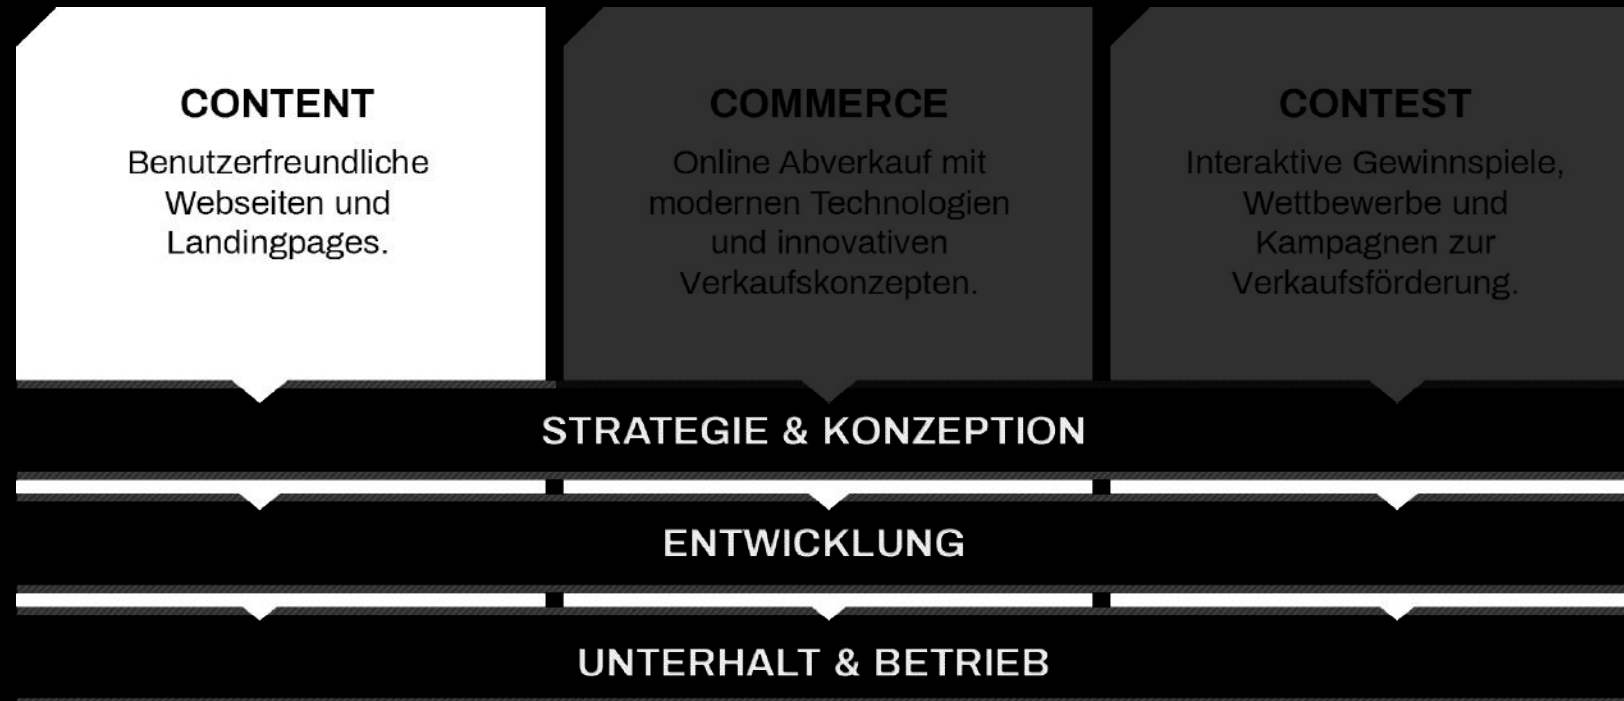 CONTENT
Benutzerfreundliche
Webseiten und
Landingpages.
COMMERCE
Online Abverkauf mit
modernen Technologien
und innovativen
Verkaufskonzepten.
CONTEST
Interaktive Gewinnspiele,
Wettbewerbe und
Kampagnen zur
Verkaufsförderung.
STRATEGIE & KONZEPTION
ENTWICKLUNG
UNTERHALT & BETRIEB